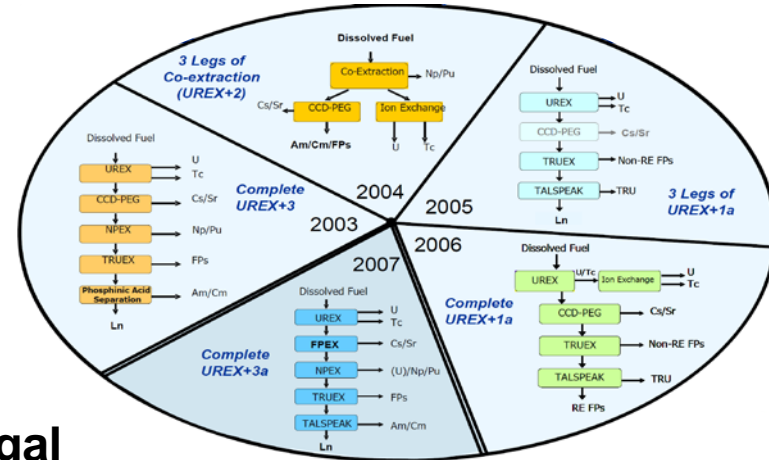 Dissolved Fuel
3 Legs of
Co-extraction
(UREX+2)
Co-Extraction
Np/Pu
Cs/Sr
CCD-PEG
Ion Exchange
Am/Cm/FPs
U
Tc
2004
Dissolved Fuel
UREX
U
Tc
CCD-PEG
Cs/Sr
TRUEX
Non-RE FPs
TALSPEAK
TRU
Ln
3 Legs of
UREX+1a
2005
Dissolved Fuel
UREX
U
Tc
CCD-PEG
Cs/Sr
NPEX
Np/Pu
TRUEX
FPs
Phosphinic Acid
Separation
Am/Cm
Ln
Complete
UREX+3
2003
2006
Dissolved Fuel
UREX
U/Tc
Ion Exchange
U
Tc
CCD-PEG
Cs/Sr
TRUEX
Non-RE FPs
TALSPEAK
TRU
RE FPs
Complete
UREX+1a
2007
Dissolved Fuel
UREX
U
Tc
FPEX
Cs/Sr
NPEX
(U)/Np/Pu
TRUEX
FPs
TALSPEAK
Am/Cm
Ln
Complete
UREX+3a
gal